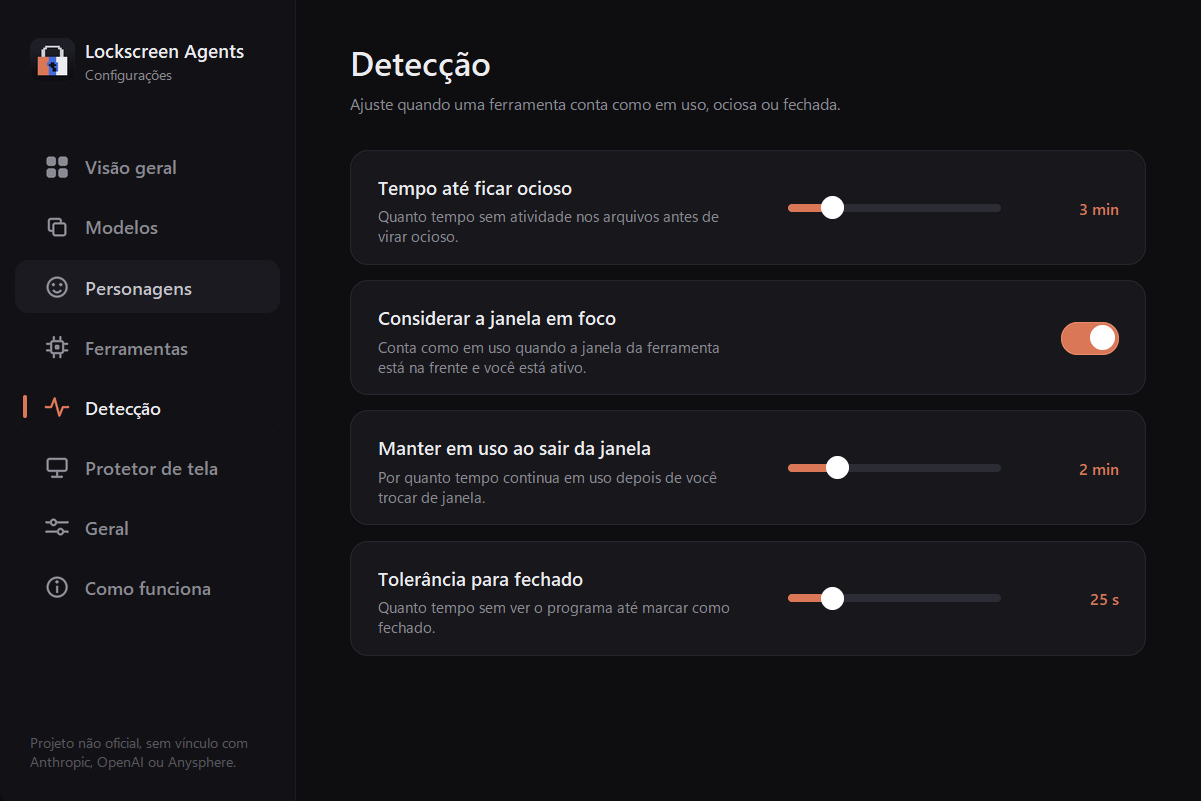 Lockscreen Agents
Configurações
Visão geral
Modelos
Personagens
Ferramentas
Detecção
Protetor de tela
Geral
Como funciona
Projeto não oficial, sem vínculo com
Anthropic, OpenAI ou Anysphere.
Detecção
Ajuste quando uma ferramenta conta como em uso, ociosa ou fechada.
Tempo até ficar ocioso
Quanto tempo sem atividade nos arquivos antes de
virar ocioso.
3 min
Considerar a janela em foco
Conta como em uso quando a janela da ferramenta
está na frente e você está ativo.
Manter em uso ao sair da janela
Por quanto tempo continua em uso depois de você
trocar de janela.
2 min
Tolerância para fechado
Quanto tempo sem ver o programa até marcar como
fechado.
25 s